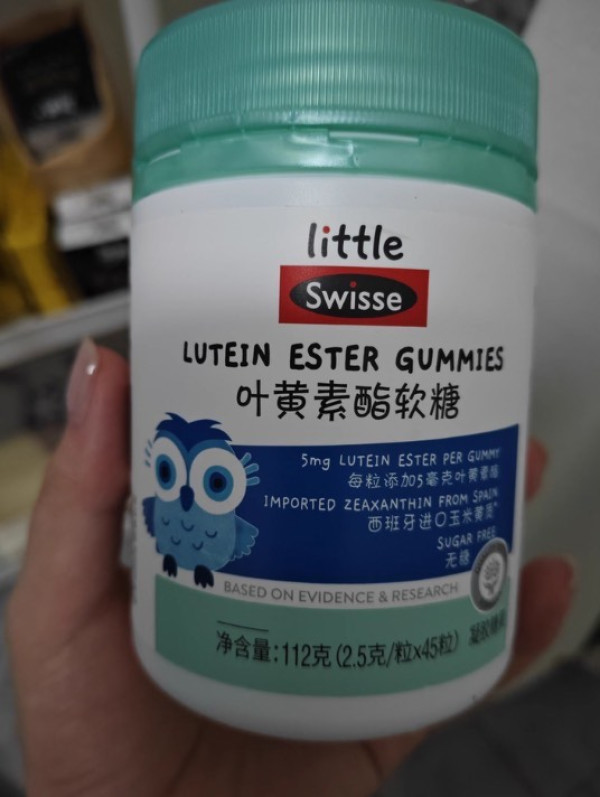 little
Swisse
LUTEIN ESTER GUMMIES
叶黄素酯软糖
5mg LUTEIN ESTER PER GUMMY
每粒添加5毫克叶黄素酯
IMPORTED ZEAXANTHIN FROM SPAIN
西班牙进口玉米黄质
SUGAR FREE
无糖
BASED ON EVIDENCE & RESEARCH
净含量:112克(2.5克/粒x45粒)